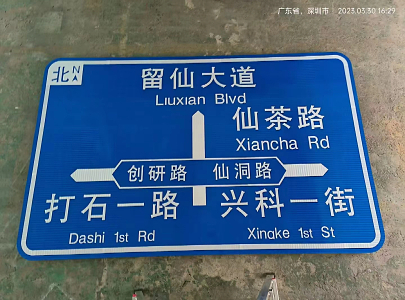 广东省，深圳市 | 2023.03.30 16:29
北 N
留仙大道
Liuxian Blvd
仙茶路
Xiancha Rd
创研路 仙洞路
打石一路 兴科一街
Dashi 1st Rd Xingke 1st St